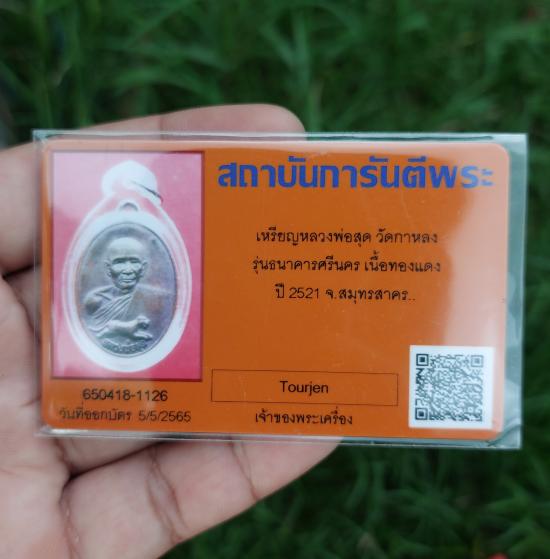 สถาบันการันตีพระ
เหรียญหลวงพ่อสุด วัดกาหลง
รุ่นธนาคารศรีนคร เนื้อทองแดง
ปี 2521 จ.สมุทรสาคร..
650418-1126
วันที่ออกบัตร 5/5/2565
Tourjen
เจ้าของพระเครื่อง